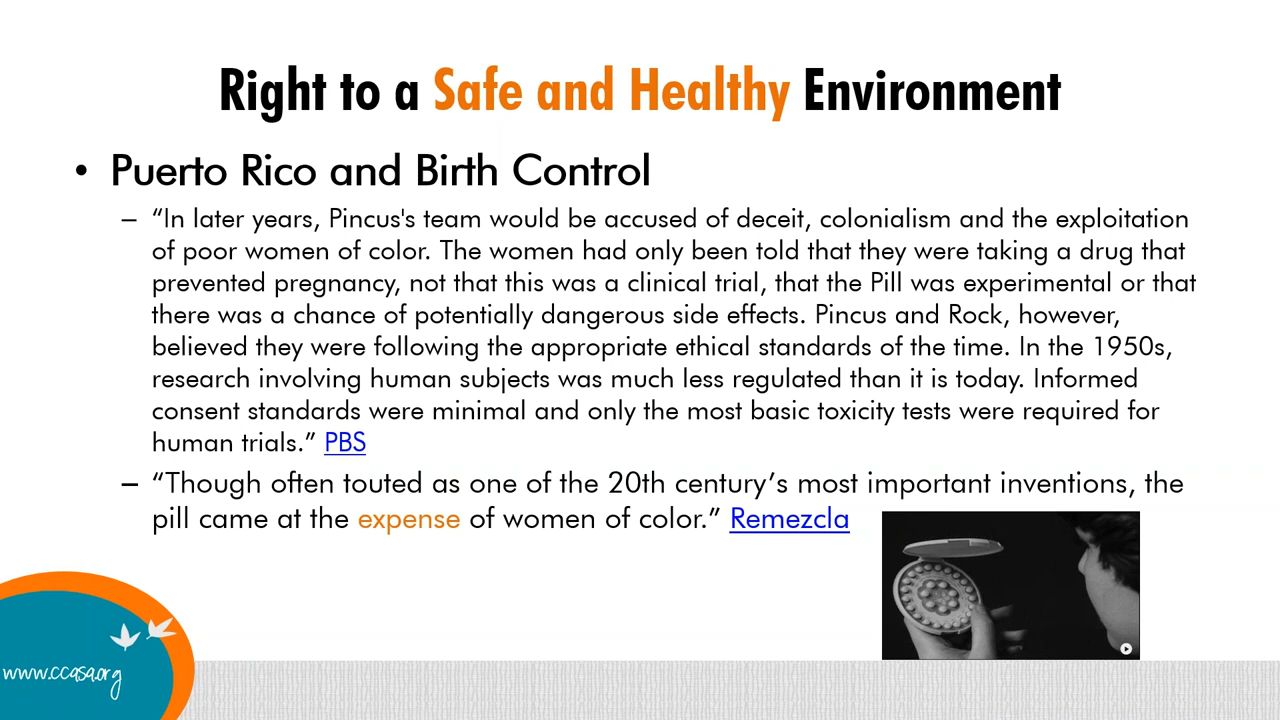 Right to a Safe and Healthy Environment
• Puerto Rico and Birth Control
– “In later years, Pincus's team would be accused of deceit, colonialism and the exploitation
of poor women of color. The women had only been told that they were taking a drug that
prevented pregnancy, not that this was a clinical trial, that the Pill was experimental or that
there was a chance of potentially dangerous side effects. Pincus and Rock, however,
believed they were following the appropriate ethical standards of the time. In the 1950s,
research involving human subjects was much less regulated than it is today. Informed
consent standards were minimal and only the most basic toxicity tests were required for
human trials.” PBS
– “Though often touted as one of the 20th century’s most important inventions, the
pill came at the expense of women of color.” Remezcla
www.ccasa.org